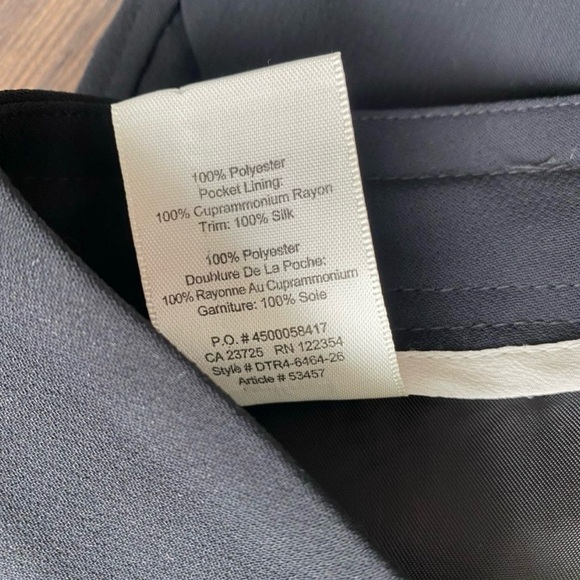 100% Polyester
Pocket Lining:
100% Cuprammonium Rayon
Trim: 100% Silk
100% Polyester
Doublure De La Poche:
100% Rayonne Au Cuprammonium
Garniture: 100% Soie
P.O. # 4500058417
CA 23725 RN 122354
Style # DTR4-6464-26
Article # 53457